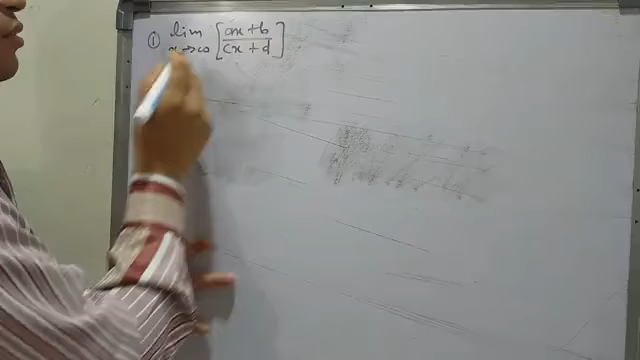 ① lim [ax+b / cx+d]
x→∞